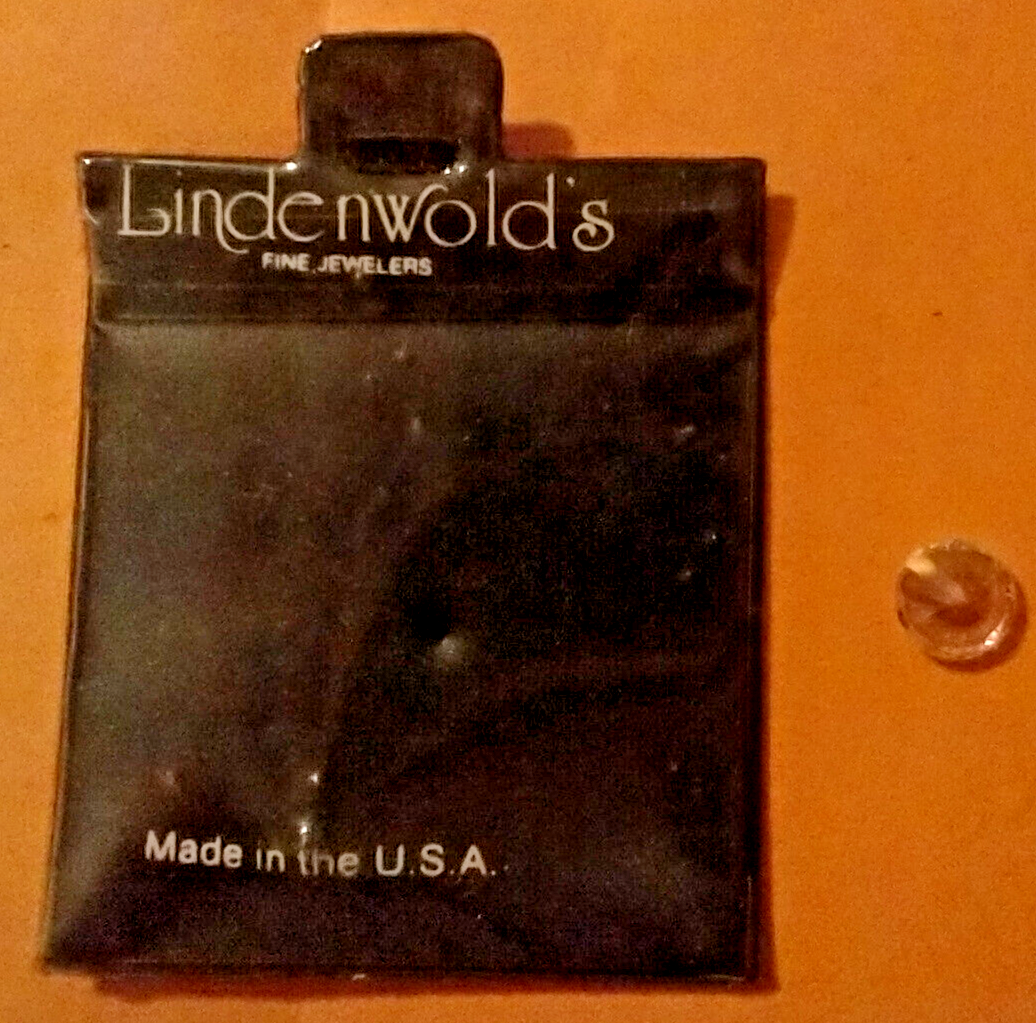 Lindenwold's
FINE JEWELERS
Made in the U.S.A.